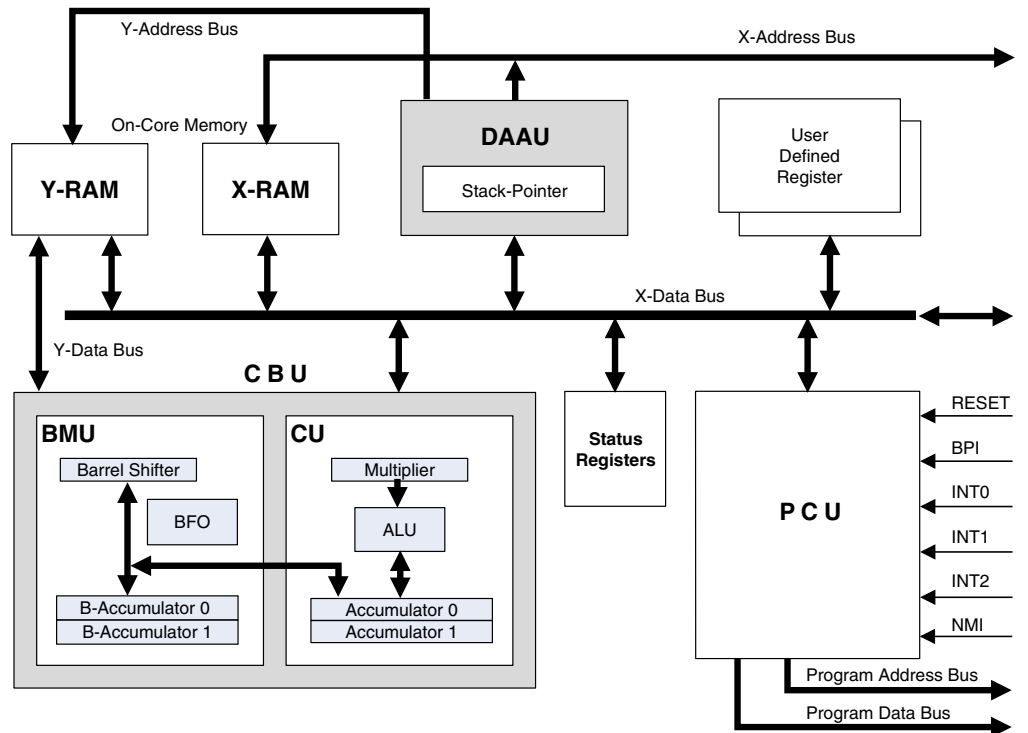 Y-Address Bus
X-Address Bus
On-Core Memory
Y-RAM
X-RAM
DAAU
Stack-Pointer
User
Defined
Register
X-Data Bus
Y-Data Bus
C B U
BMU
Barrel Shifter
BFO
B-Accumulator 0
B-Accumulator 1
CU
Multiplier
ALU
Accumulator 0
Accumulator 1
Status
Registers
P C U
RESET
BPI
INT0
INT1
INT2
NMI
Program Address Bus
Program Data Bus